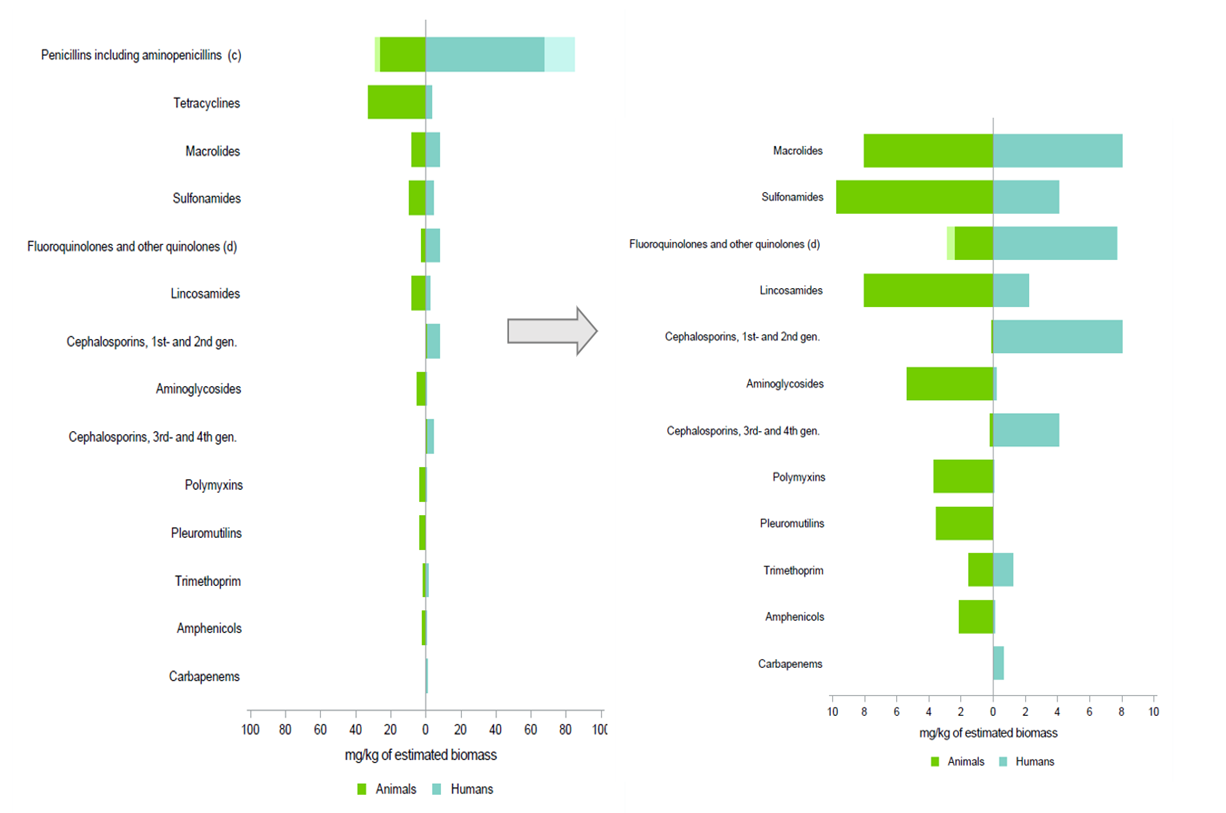 Penicillins including aminopenicillins (c)
Tetracyclines
Macrolides
Sulfonamides
Fluoroquinolones and other quinolones (d)
Lincosamides
Cephalosporins, 1st- and 2nd gen.
Aminoglycosides
Cephalosporins, 3rd- and 4th gen.
Polymyxins
Pleuromutilins
Trimethoprim
Amphenicols
Carbapenems
100 80 60 40 20 0 20 40 60 80 100
mg/kg of estimated biomass
Animals Humans
Macrolides
Sulfonamides
Fluoroquinolones and other quinolones (d)
Lincosamides
Cephalosporins, 1st- and 2nd gen.
Aminoglycosides
Cephalosporins, 3rd- and 4th gen.
Polymyxins
Pleuromutilins
Trimethoprim
Amphenicols
Carbapenems
10 8 6 4 2 0 2 4 6 8 10
mg/kg of estimated biomass
Animals Humans